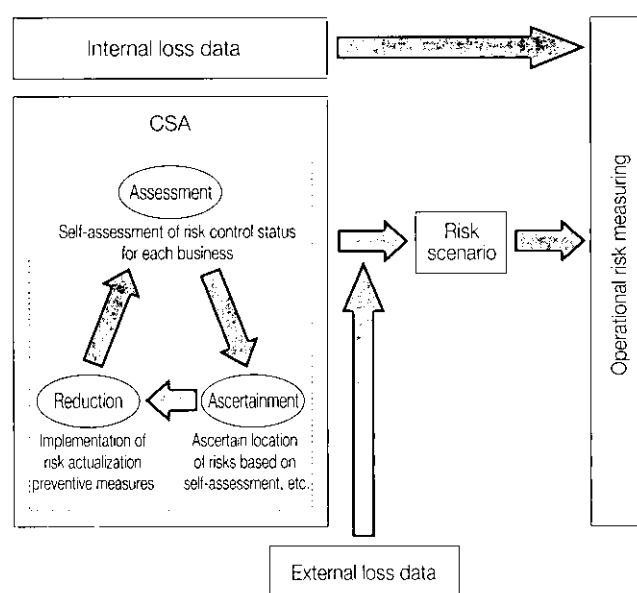 Internal loss data
CSA
Assessment
Self-assessment of risk control status
for each business
Reduction
Implementation of
risk actualization
preventive measures
Ascertainment
Ascertain location
of risks based on
self-assessment, etc.
Risk
scenario
Operational risk measuring
External loss data